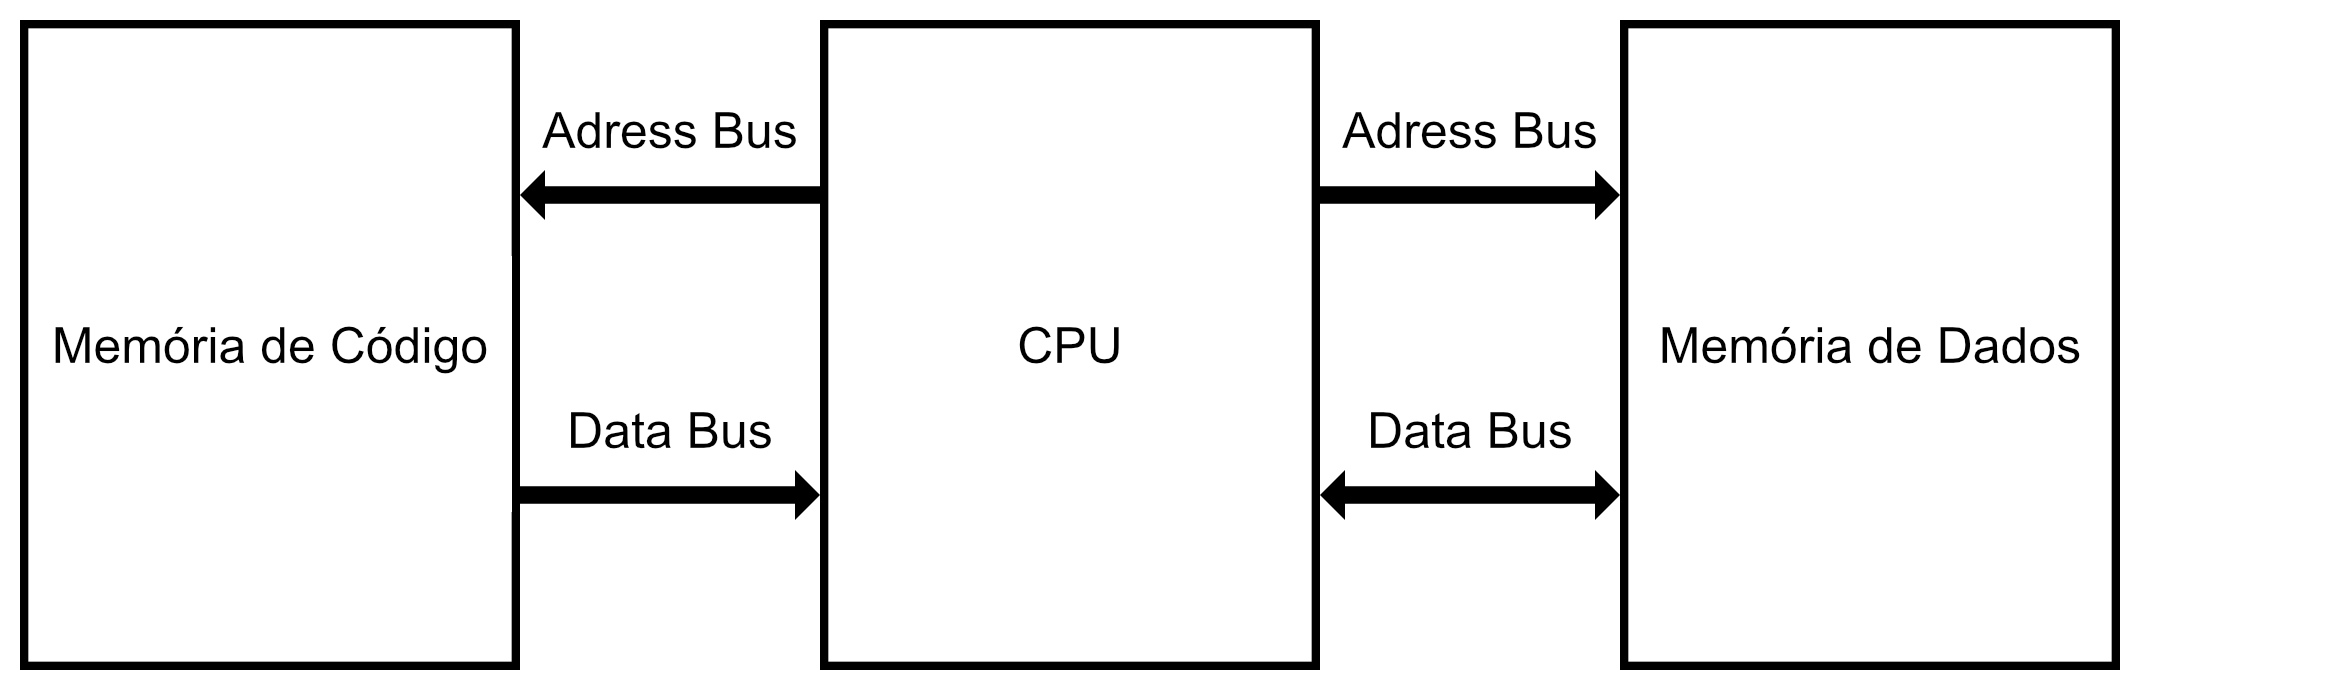 Adress Bus
Adress Bus
Memória de Código
CPU
Memória de Dados
Data Bus
Data Bus